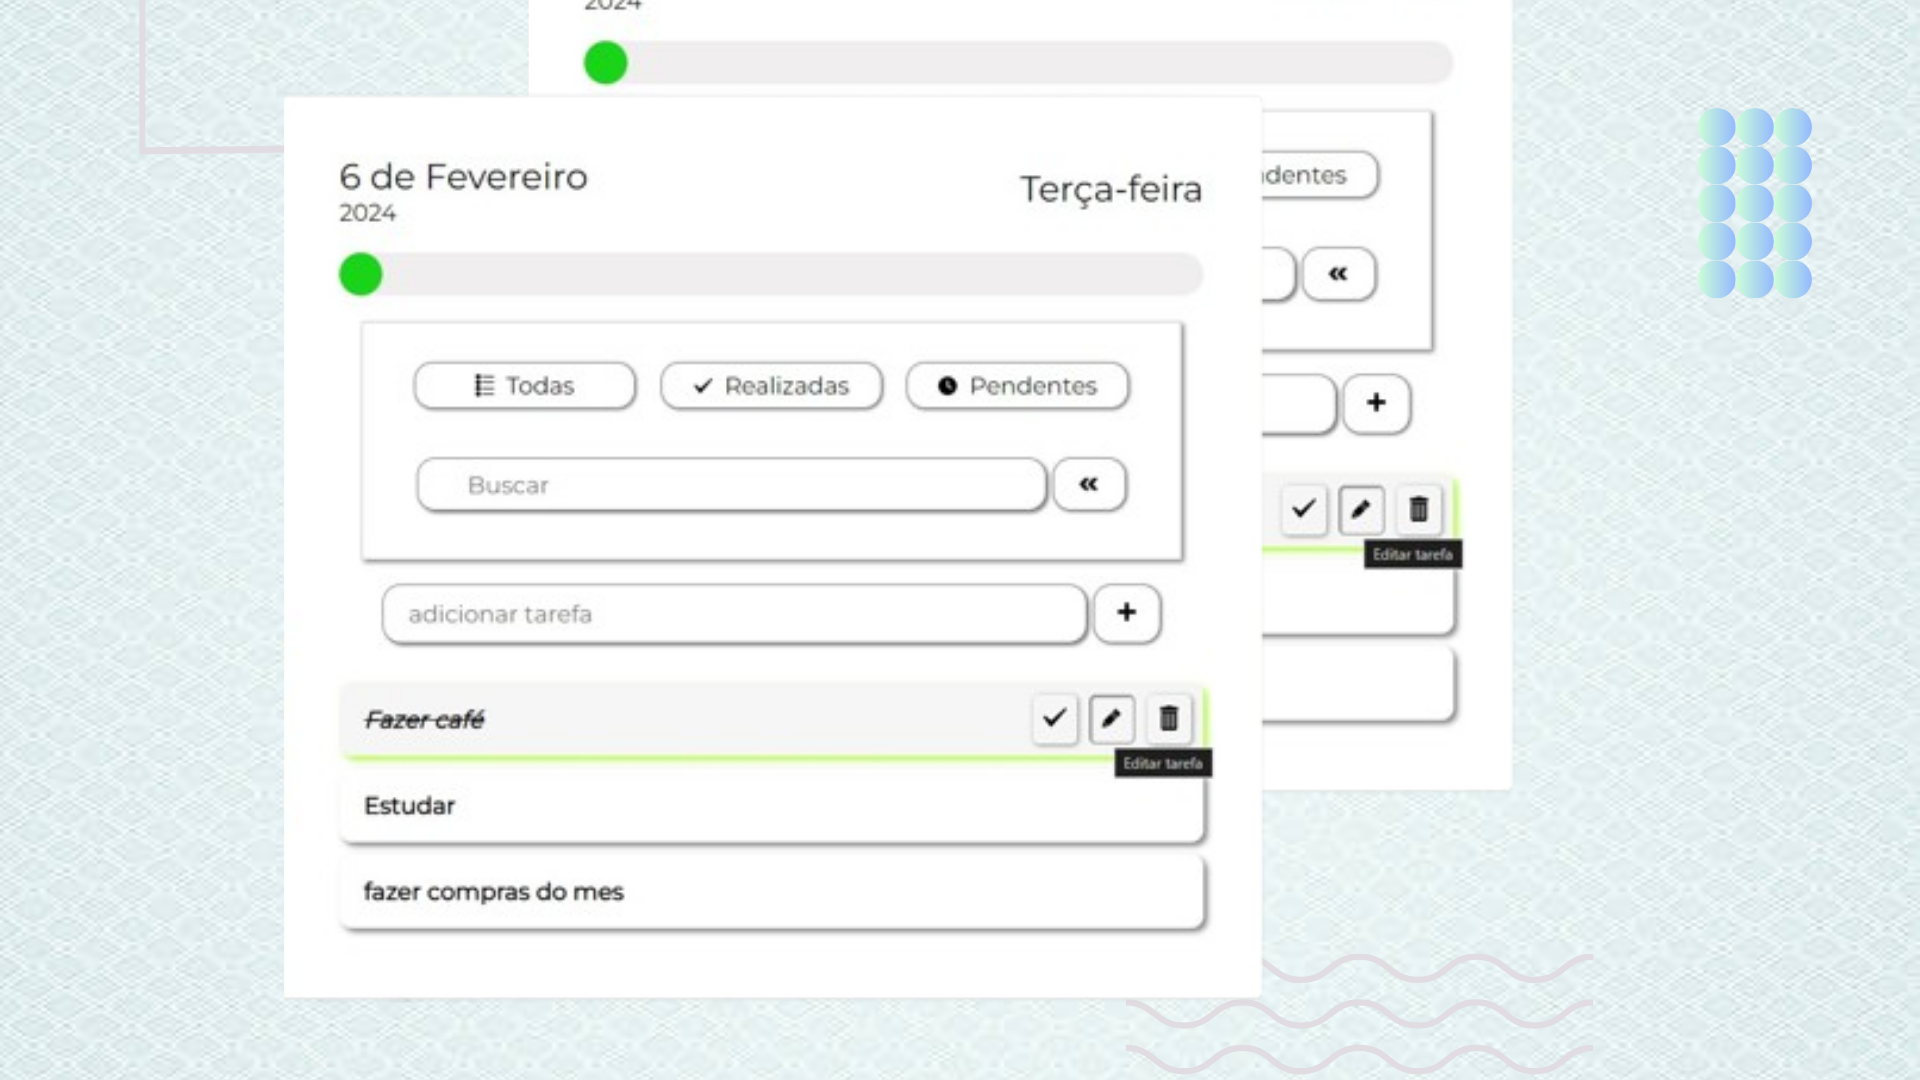 2024
6 de Fevereiro
2024
Terça-feira
Todas
Realizadas
Pendentes
Buscar
«
adicionar tarefa
+
Fazer café
Editar tarefa
Estudar
fazer compras do mes
dentes
«
+
Editar tarefa